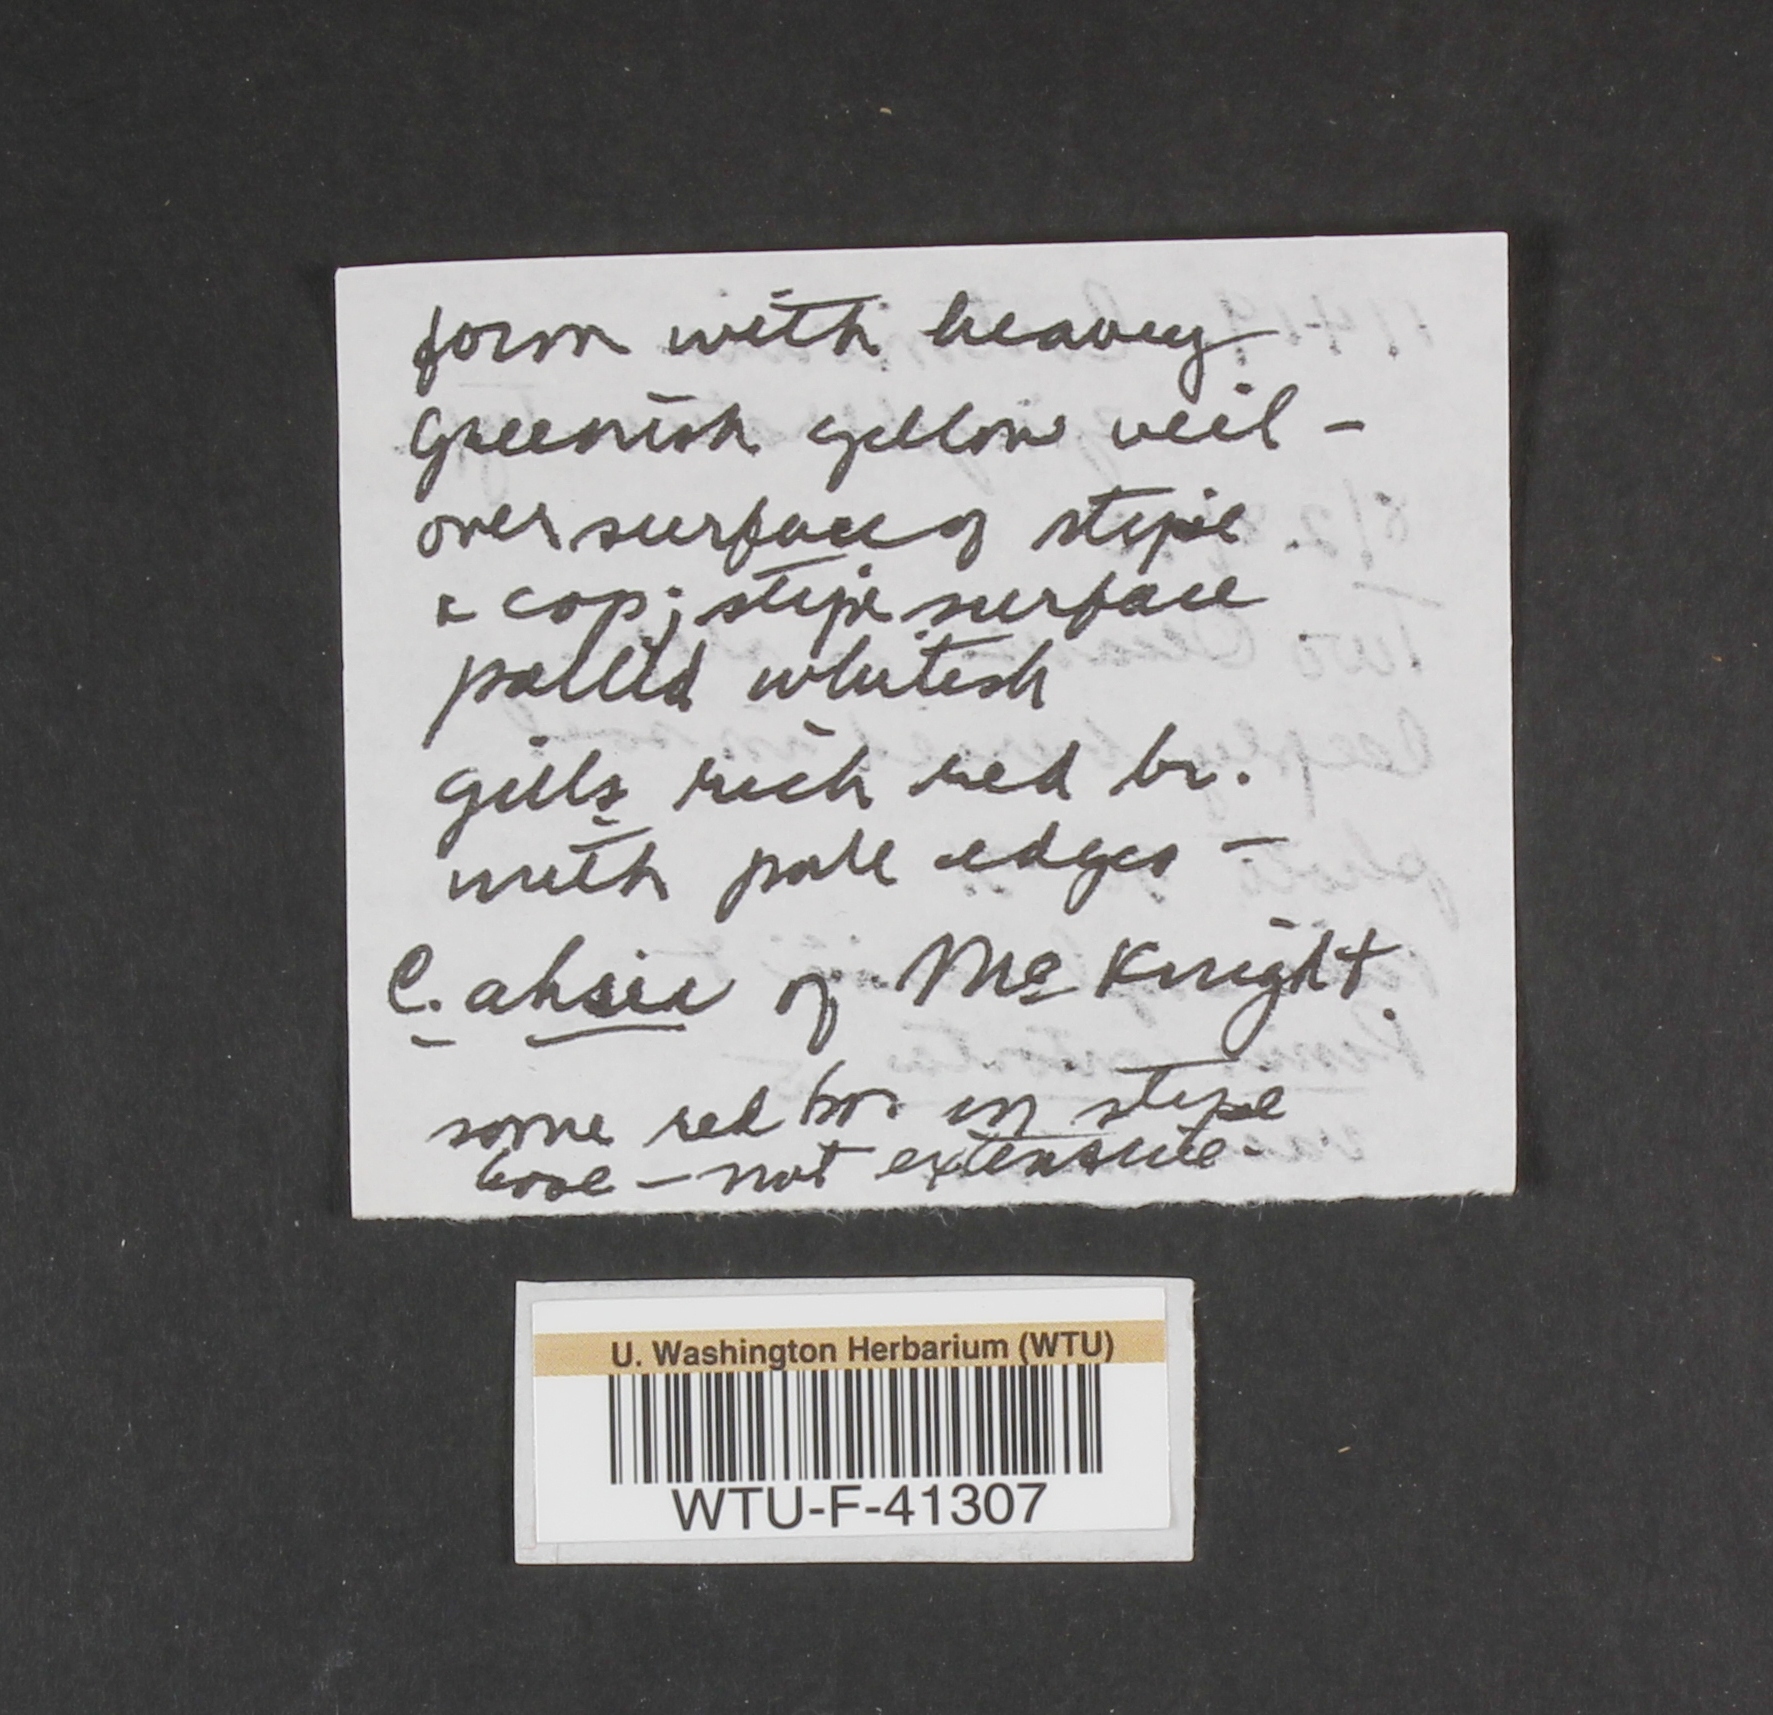 form with heavy
Greenish yellow veil –
over surface of stipe
& cap; stipe surface
pallid whitish
gills rich red br.
with pale edges –
C. ahsii of McKnight.
some red br. in stipe
base – not extensive.
U. Washington Herbarium (WTU)
WTU-F-41307